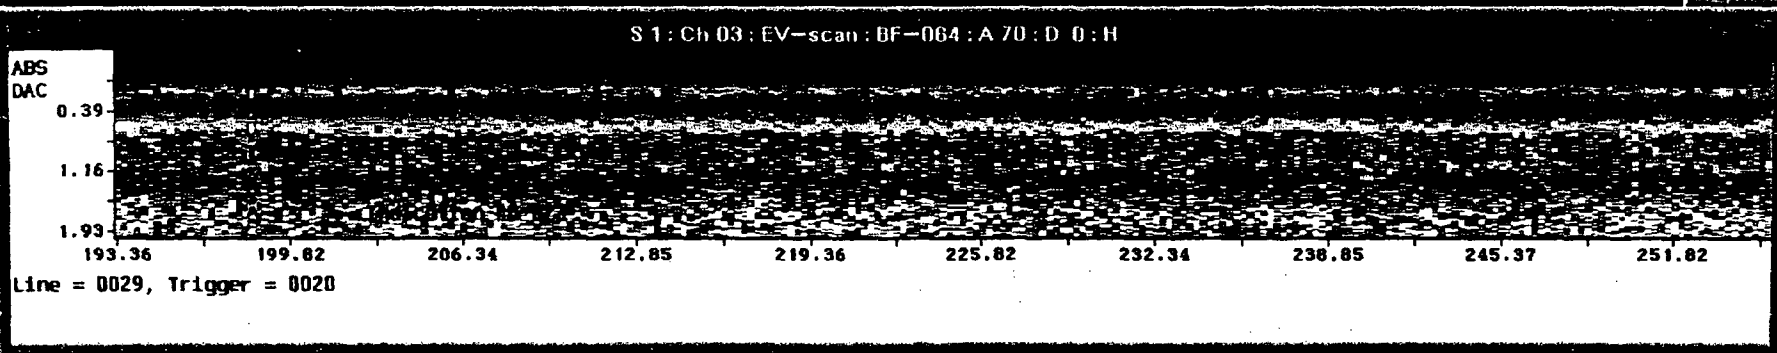 S 1 : Ch 03 : EV-scan : BF-064 : A 70 : D 0 : H
ABS
DAC
0.39
1.16
1.93
193.36 199.82 206.34 212.85 219.36 225.82 232.34 238.85 245.37 251.82
Line = 0029, Trigger = 0020